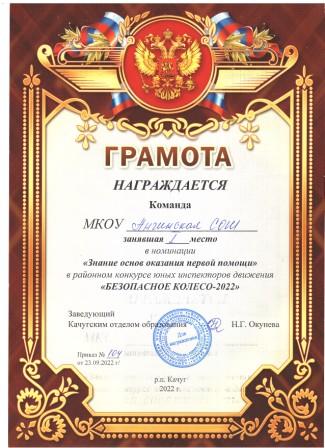 ГРАМОТА
НАГРАЖДАЕТСЯ
Команда
МКОУ Ангинская СОШ
занявшая I место
в номинации
«Знание основ оказания первой помощи»
в районном конкурсе юных инспекторов движения
«БЕЗОПАСНОЕ КОЛЕСО-2022»
Заведующий
Качугским отделом образования Н.Г. Окунева
Для
Приказ № 104
от 23.09.2022 г
р.п. Качуг
2022 г.